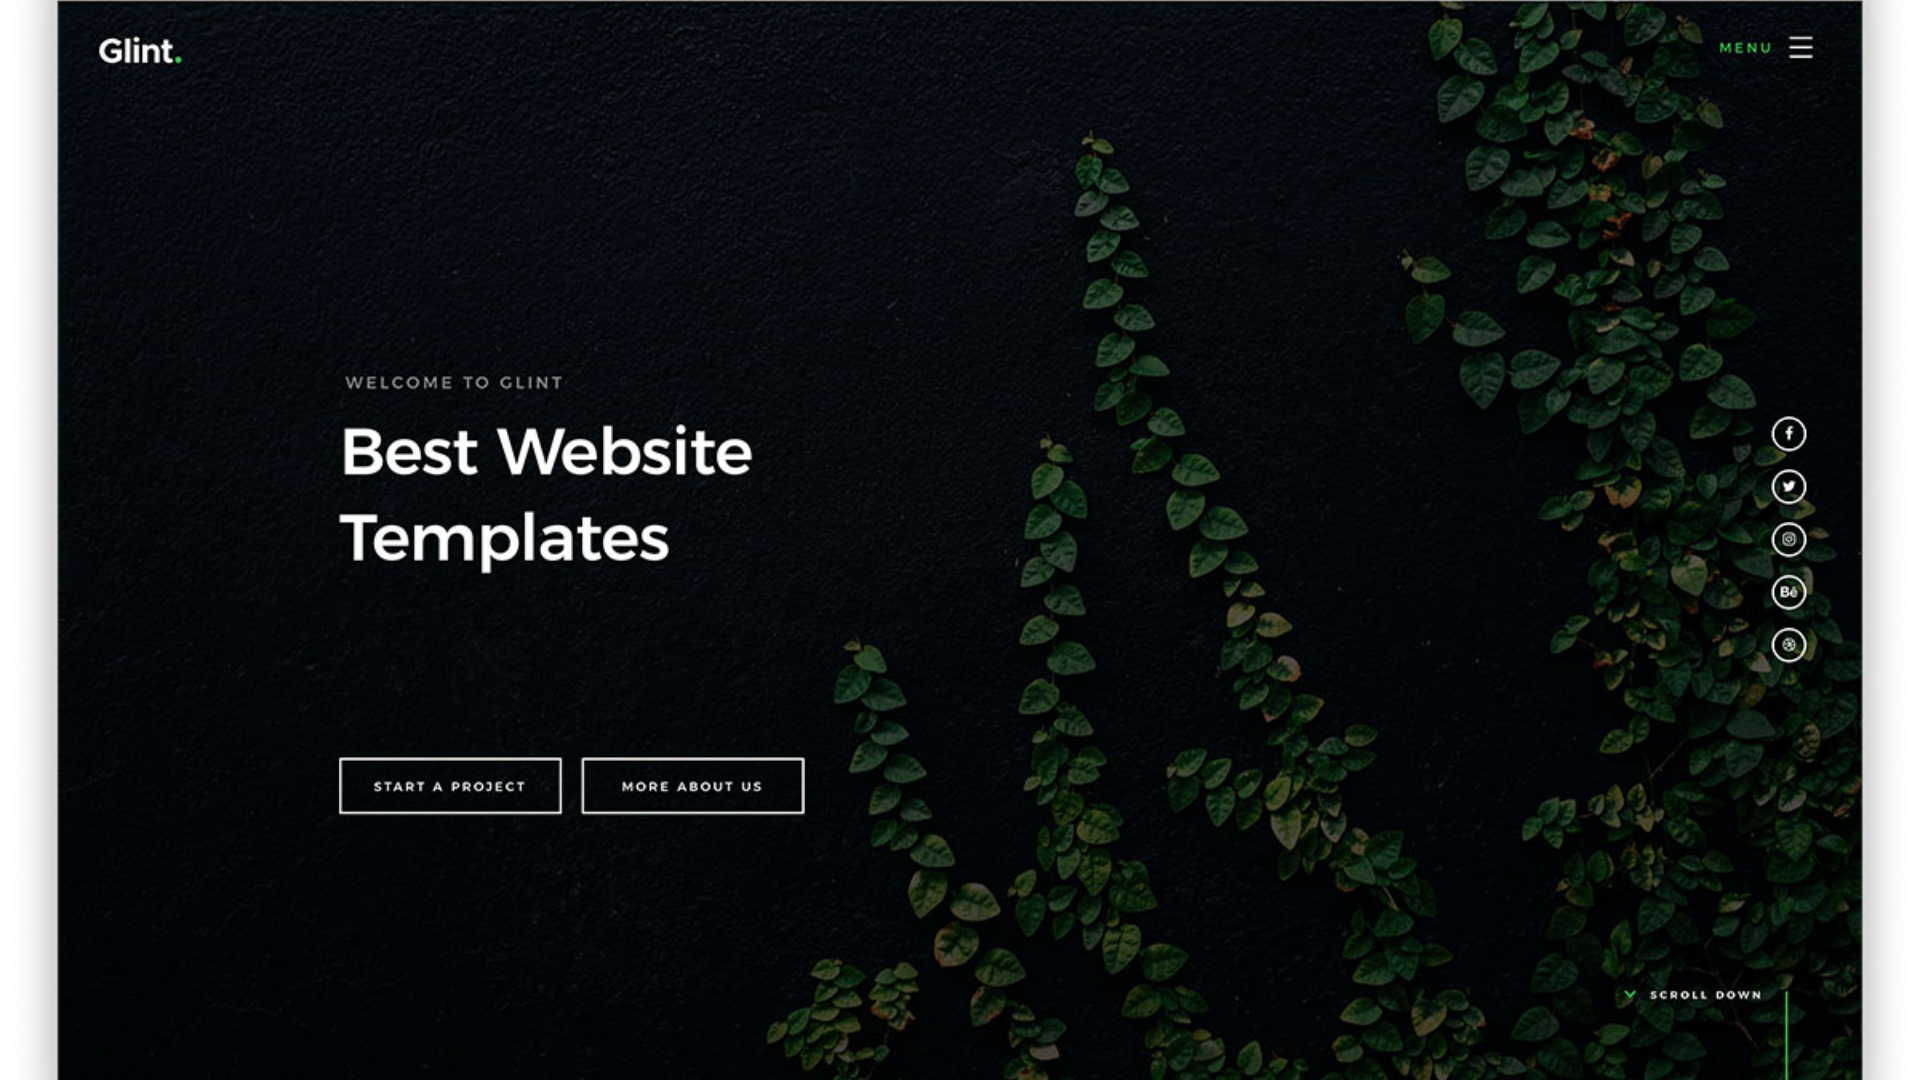 Glint.
MENU
WELCOME TO GLINT
Best Website
Templates
Bē
START A PROJECT
MORE ABOUT US
SCROLL DOWN